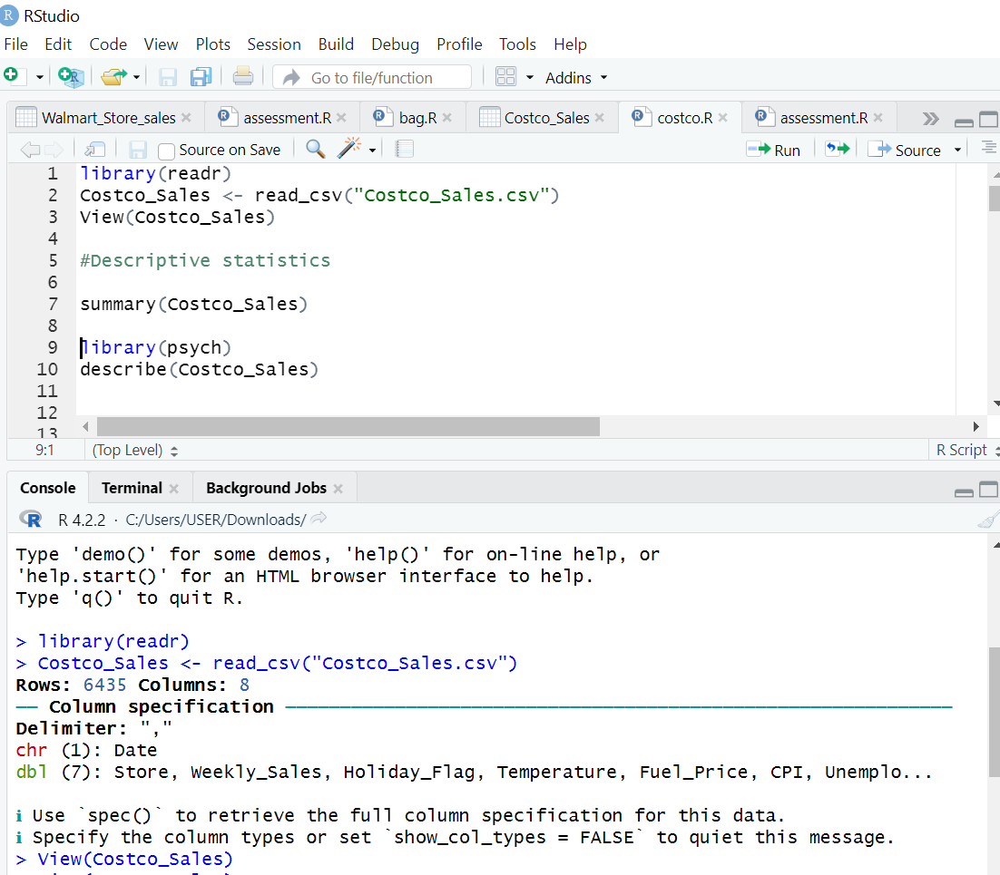 RStudio
File Edit Code View Plots Session Build Debug Profile Tools Help
Go to file/function Addins
Walmart_Store_sales assessment.R bag.R Costco_Sales costco.R assessment.R
Source on Save Run Source
1 library(readr)
2 Costco_Sales <- read_csv("Costco_Sales.csv")
3 View(Costco_Sales)
4
5 #Descriptive statistics
6
7 summary(Costco_Sales)
8
9 library(psych)
10 describe(Costco_Sales)
11
12
13
9:1 (Top Level) R Script
Console Terminal Background Jobs
R 4.2.2 · C:/Users/USER/Downloads/
Type 'demo()' for some demos, 'help()' for on-line help, or
'help.start()' for an HTML browser interface to help.
Type 'q()' to quit R.
> library(readr)
> Costco_Sales <- read_csv("Costco_Sales.csv")
Rows: 6435 Columns: 8
── Column specification ──────────────────────────────
Delimiter: ","
chr (1): Date
dbl (7): Store, Weekly_Sales, Holiday_Flag, Temperature, Fuel_Price, CPI, Unemplo...
ℹ Use `spec()` to retrieve the full column specification for this data.
ℹ Specify the column types or set `show_col_types = FALSE` to quiet this message.
> View(Costco_Sales)